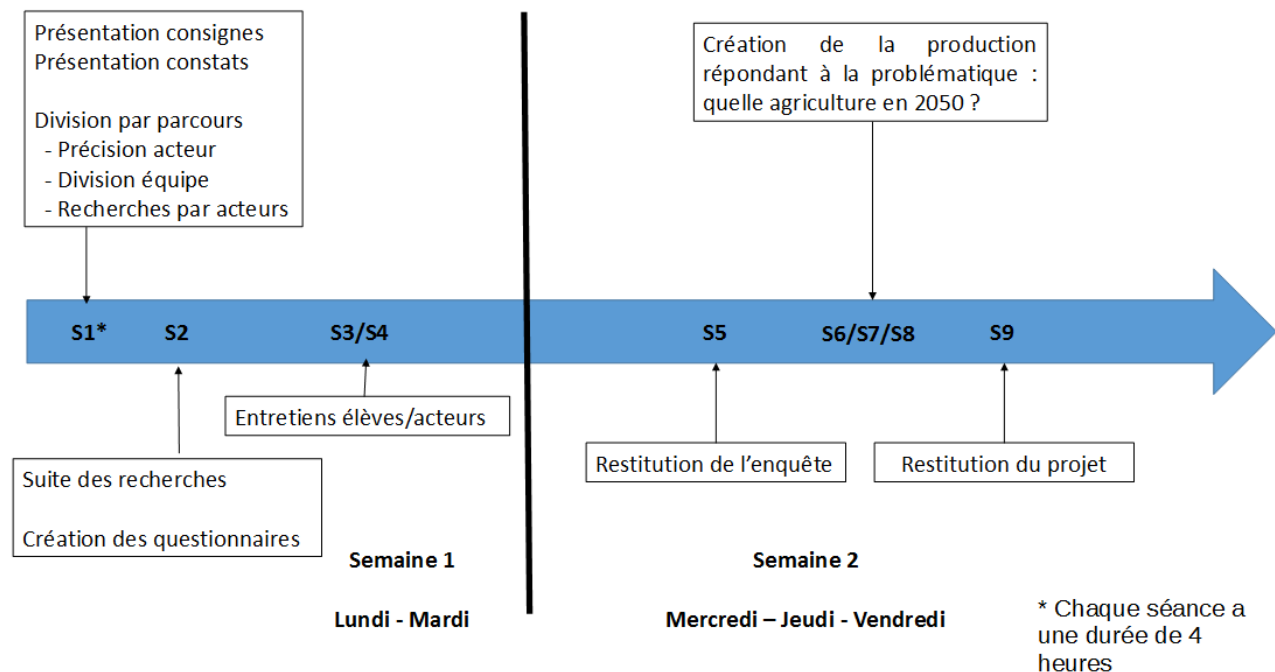 Présentation consignes
Présentation constats
Division par parcours
- Précision acteur
- Division équipe
- Recherches par acteurs
Création de la production
répondant à la problématique :
quelle agriculture en 2050 ?
S1*
S2
S3/S4
S5
S6/S7/S8
S9
Entretiens élèves/acteurs
Suite des recherches
Création des questionnaires
Restitution de l’enquête
Restitution du projet
Semaine 1
Lundi - Mardi
Semaine 2
Mercredi – Jeudi - Vendredi
* Chaque séance a
une durée de 4
heures